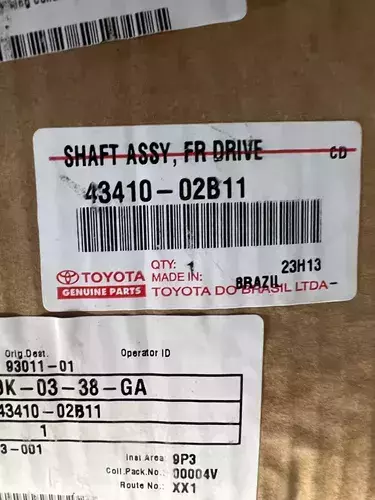 SHAFT ASSY, FR DRIVE CD
43410-02B11
QTY: 1 23H13
TOYOTA MADE IN: BRAZIL
GENUINE PARTS TOYOTA DO BRASIL LTDA-
Orig.Dest. Operator ID
93011-01
K-03-38-GA
43410-02B11
1
3-001
Inal Area: 9P3
Coll.Pack.No.: 00004V
Route No.: XX1